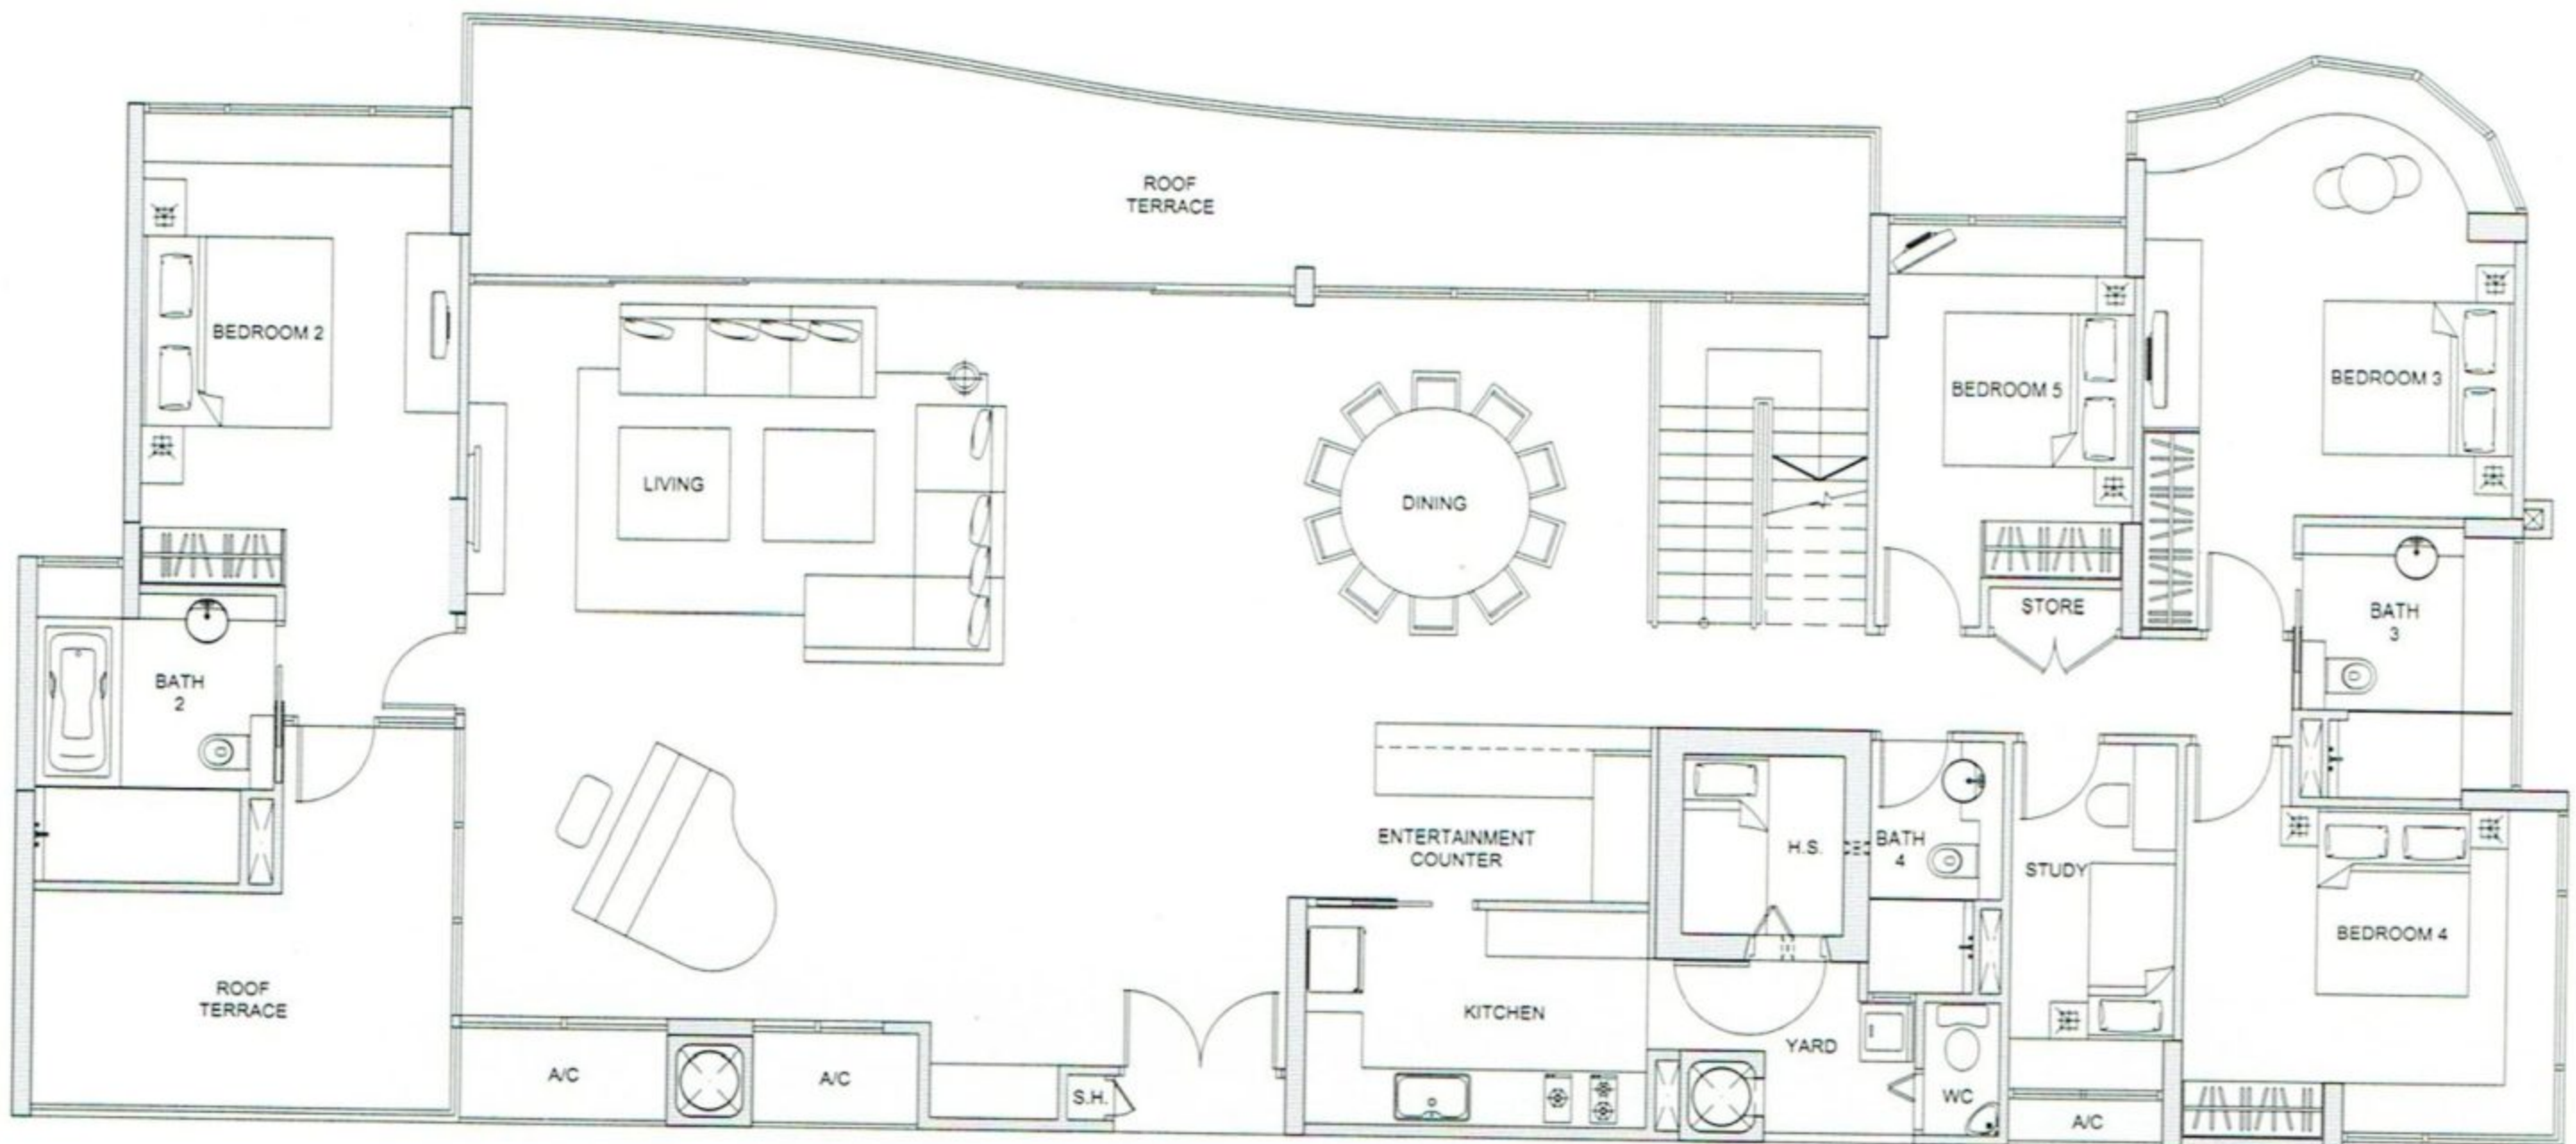 ROOF
TERRACE
BEDROOM 2
LIVING
DINING
BEDROOM 5
BEDROOM 3
STORE
BATH
3
BATH
2
ENTERTAINMENT
COUNTER
H.S.
BATH
4
STUDY
BEDROOM 4
ROOF
TERRACE
KITCHEN
YARD
A/C
A/C
S.H.
WC
A/C